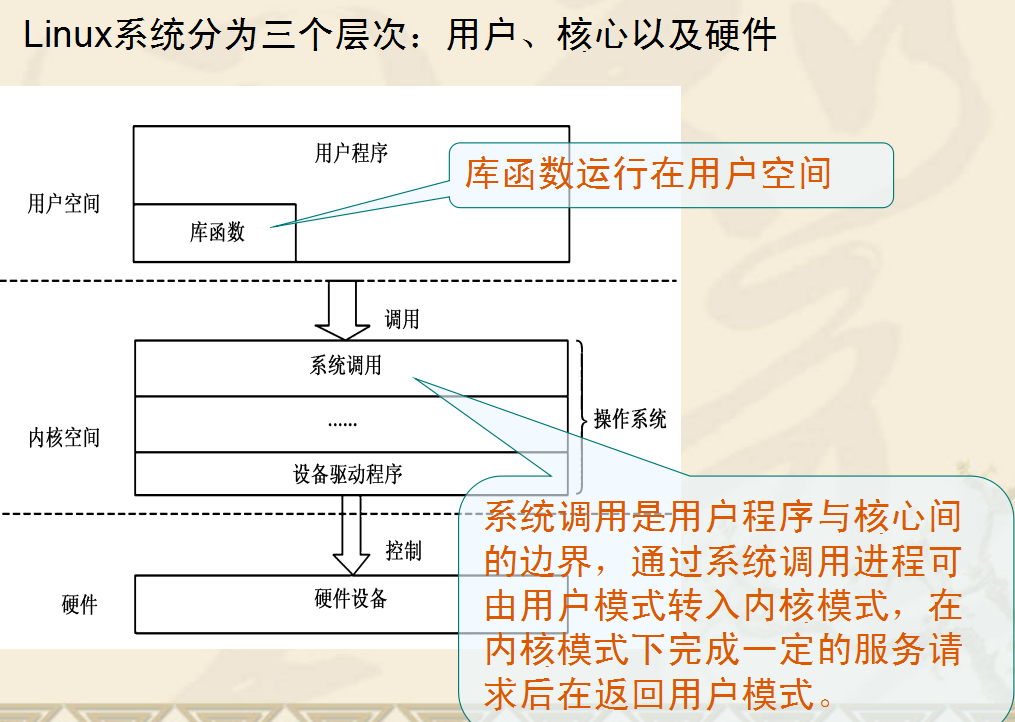 Linux系统分为三个层次：用户、核心以及硬件
用户程序
库函数运行在用户空间
用户空间
库函数
调用
系统调用
······
操作系统
内核空间
设备驱动程序
系统调用是用户程序与核心间
的边界，通过系统调用进程可
由用户模式转入内核模式，在
内核模式下完成一定的服务请
求后在返回用户模式。
控制
硬件
硬件设备